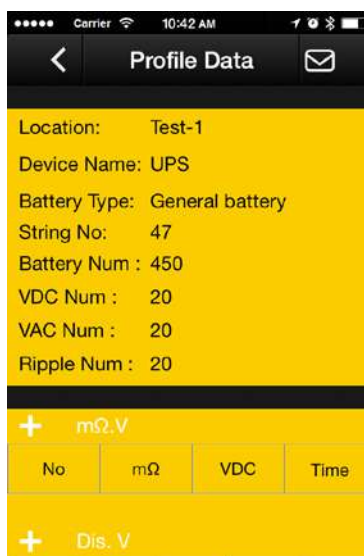 Carrier 10:42 AM
Profile Data
Location: Test-1
Device Name: UPS
Battery Type: General battery
String No: 47
Battery Num : 450
VDC Num : 20
VAC Num : 20
Ripple Num : 20
+ mΩ.V
No mΩ VDC Time
+ Dis. V